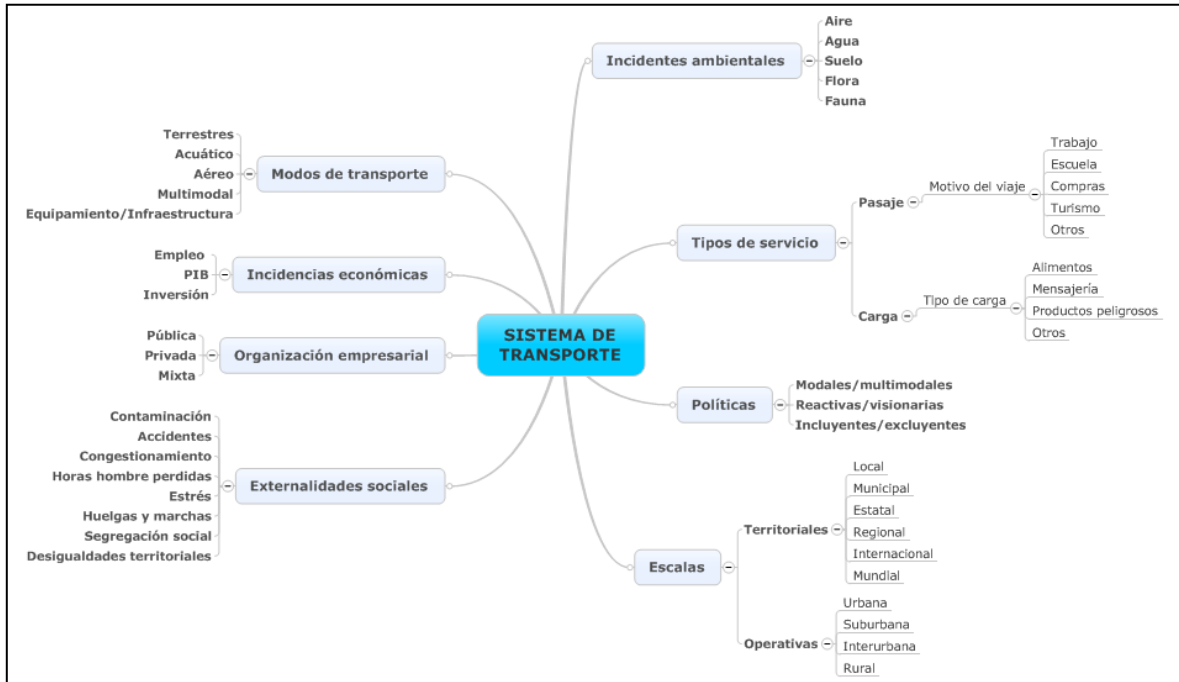 SISTEMA DE
TRANSPORTE
Incidentes ambientales
Aire
Agua
Suelo
Flora
Fauna
Tipos de servicio
Pasaje
Motivo del viaje
Trabajo
Escuela
Compras
Turismo
Otros
Carga
Tipo de carga
Alimentos
Mensajería
Productos peligrosos
Otros
Políticas
Modales/multimodales
Reactivas/visionarias
Incluyentes/excluyentes
Escalas
Territoriales
Local
Municipal
Estatal
Regional
Internacional
Mundial
Operativas
Urbana
Suburbana
Interurbana
Rural
Modos de transporte
Terrestres
Acuático
Aéreo
Multimodal
Equipamiento/Infraestructura
Incidencias económicas
Empleo
PIB
Inversión
Organización empresarial
Pública
Privada
Mixta
Externalidades sociales
Contaminación
Accidentes
Congestionamiento
Horas hombre perdidas
Estrés
Huelgas y marchas
Segregación social
Desigualdades territoriales